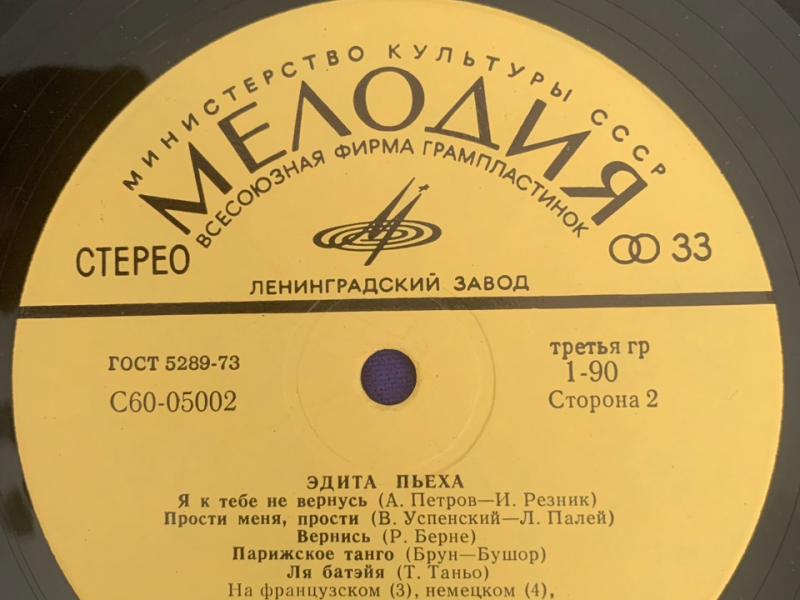 МИНИСТЕРСТВО КУЛЬТУРЫ СССР
МЕЛОДИЯ
ВСЕСОЮЗНАЯ ФИРМА ГРАМПЛАСТИНОК
СТЕРЕО
33
ЛЕНИНГРАДСКИЙ ЗАВОД
ГОСТ 5289-73
С60-05002
третья гр
1-90
Сторона 2
ЭДИТА ПЬЕХА
Я к тебе не вернусь (А. Петров—И. Резник)
Прости меня, прости (В. Успенский—Л. Палей)
Вернись (Р. Берне)
Парижское танго (Брун—Бушор)
Ля батэйя (Т. Таньо)
На французском (3), немецком (4),